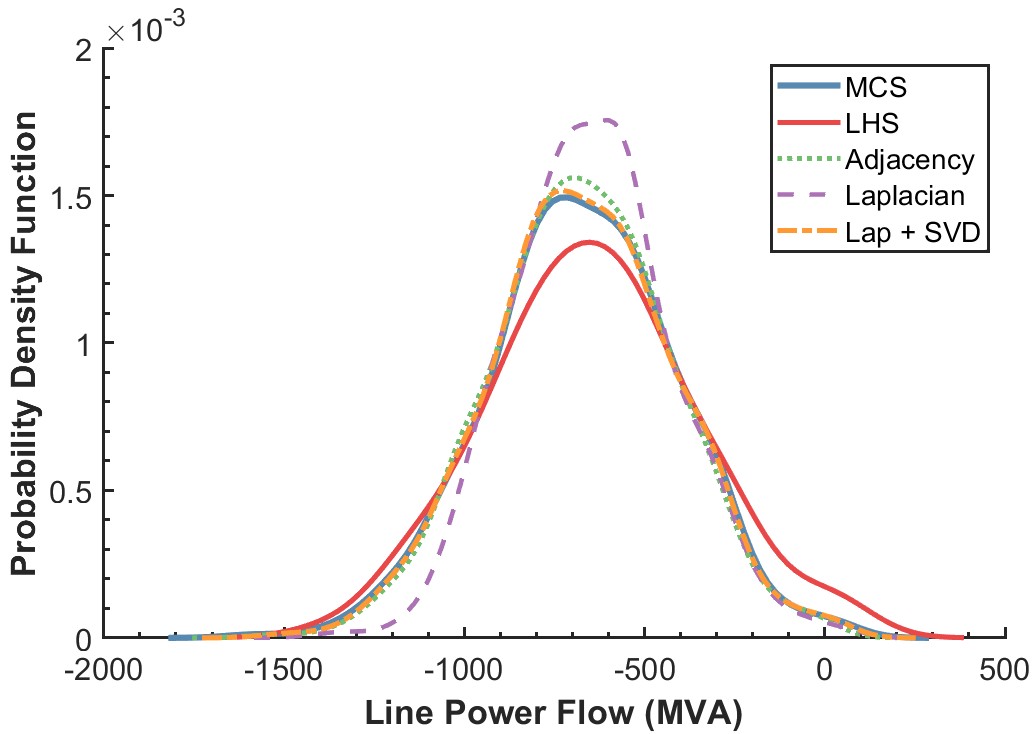 ×10-3
2
1.5
1
0.5
0
Probability Density Function
-2000
-1500
-1000
-500
0
500
Line Power Flow (MVA)
MCS
LHS
Adjacency
Laplacian
Lap + SVD